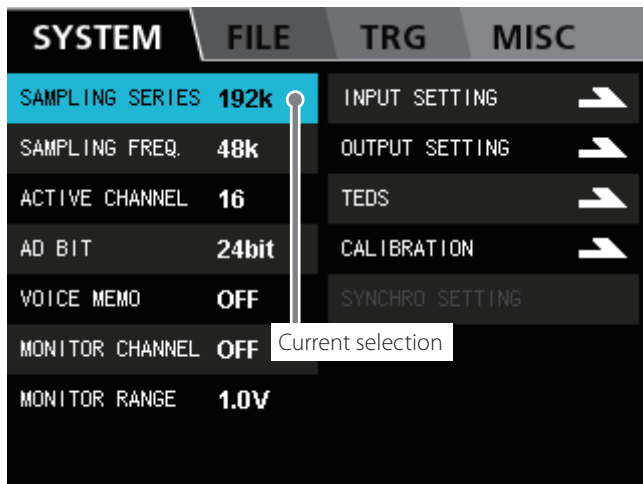 SYSTEM FILE TRG MISC
SAMPLING SERIES 192k
SAMPLING FREQ. 48k
ACTIVE CHANNEL 16
AD BIT 24bit
VOICE MEMO OFF
MONITOR CHANNEL OFF
MONITOR RANGE 1.0V
INPUT SETTING
OUTPUT SETTING
TEDS
CALIBRATION
SYNCHRO SETTING
Current selection